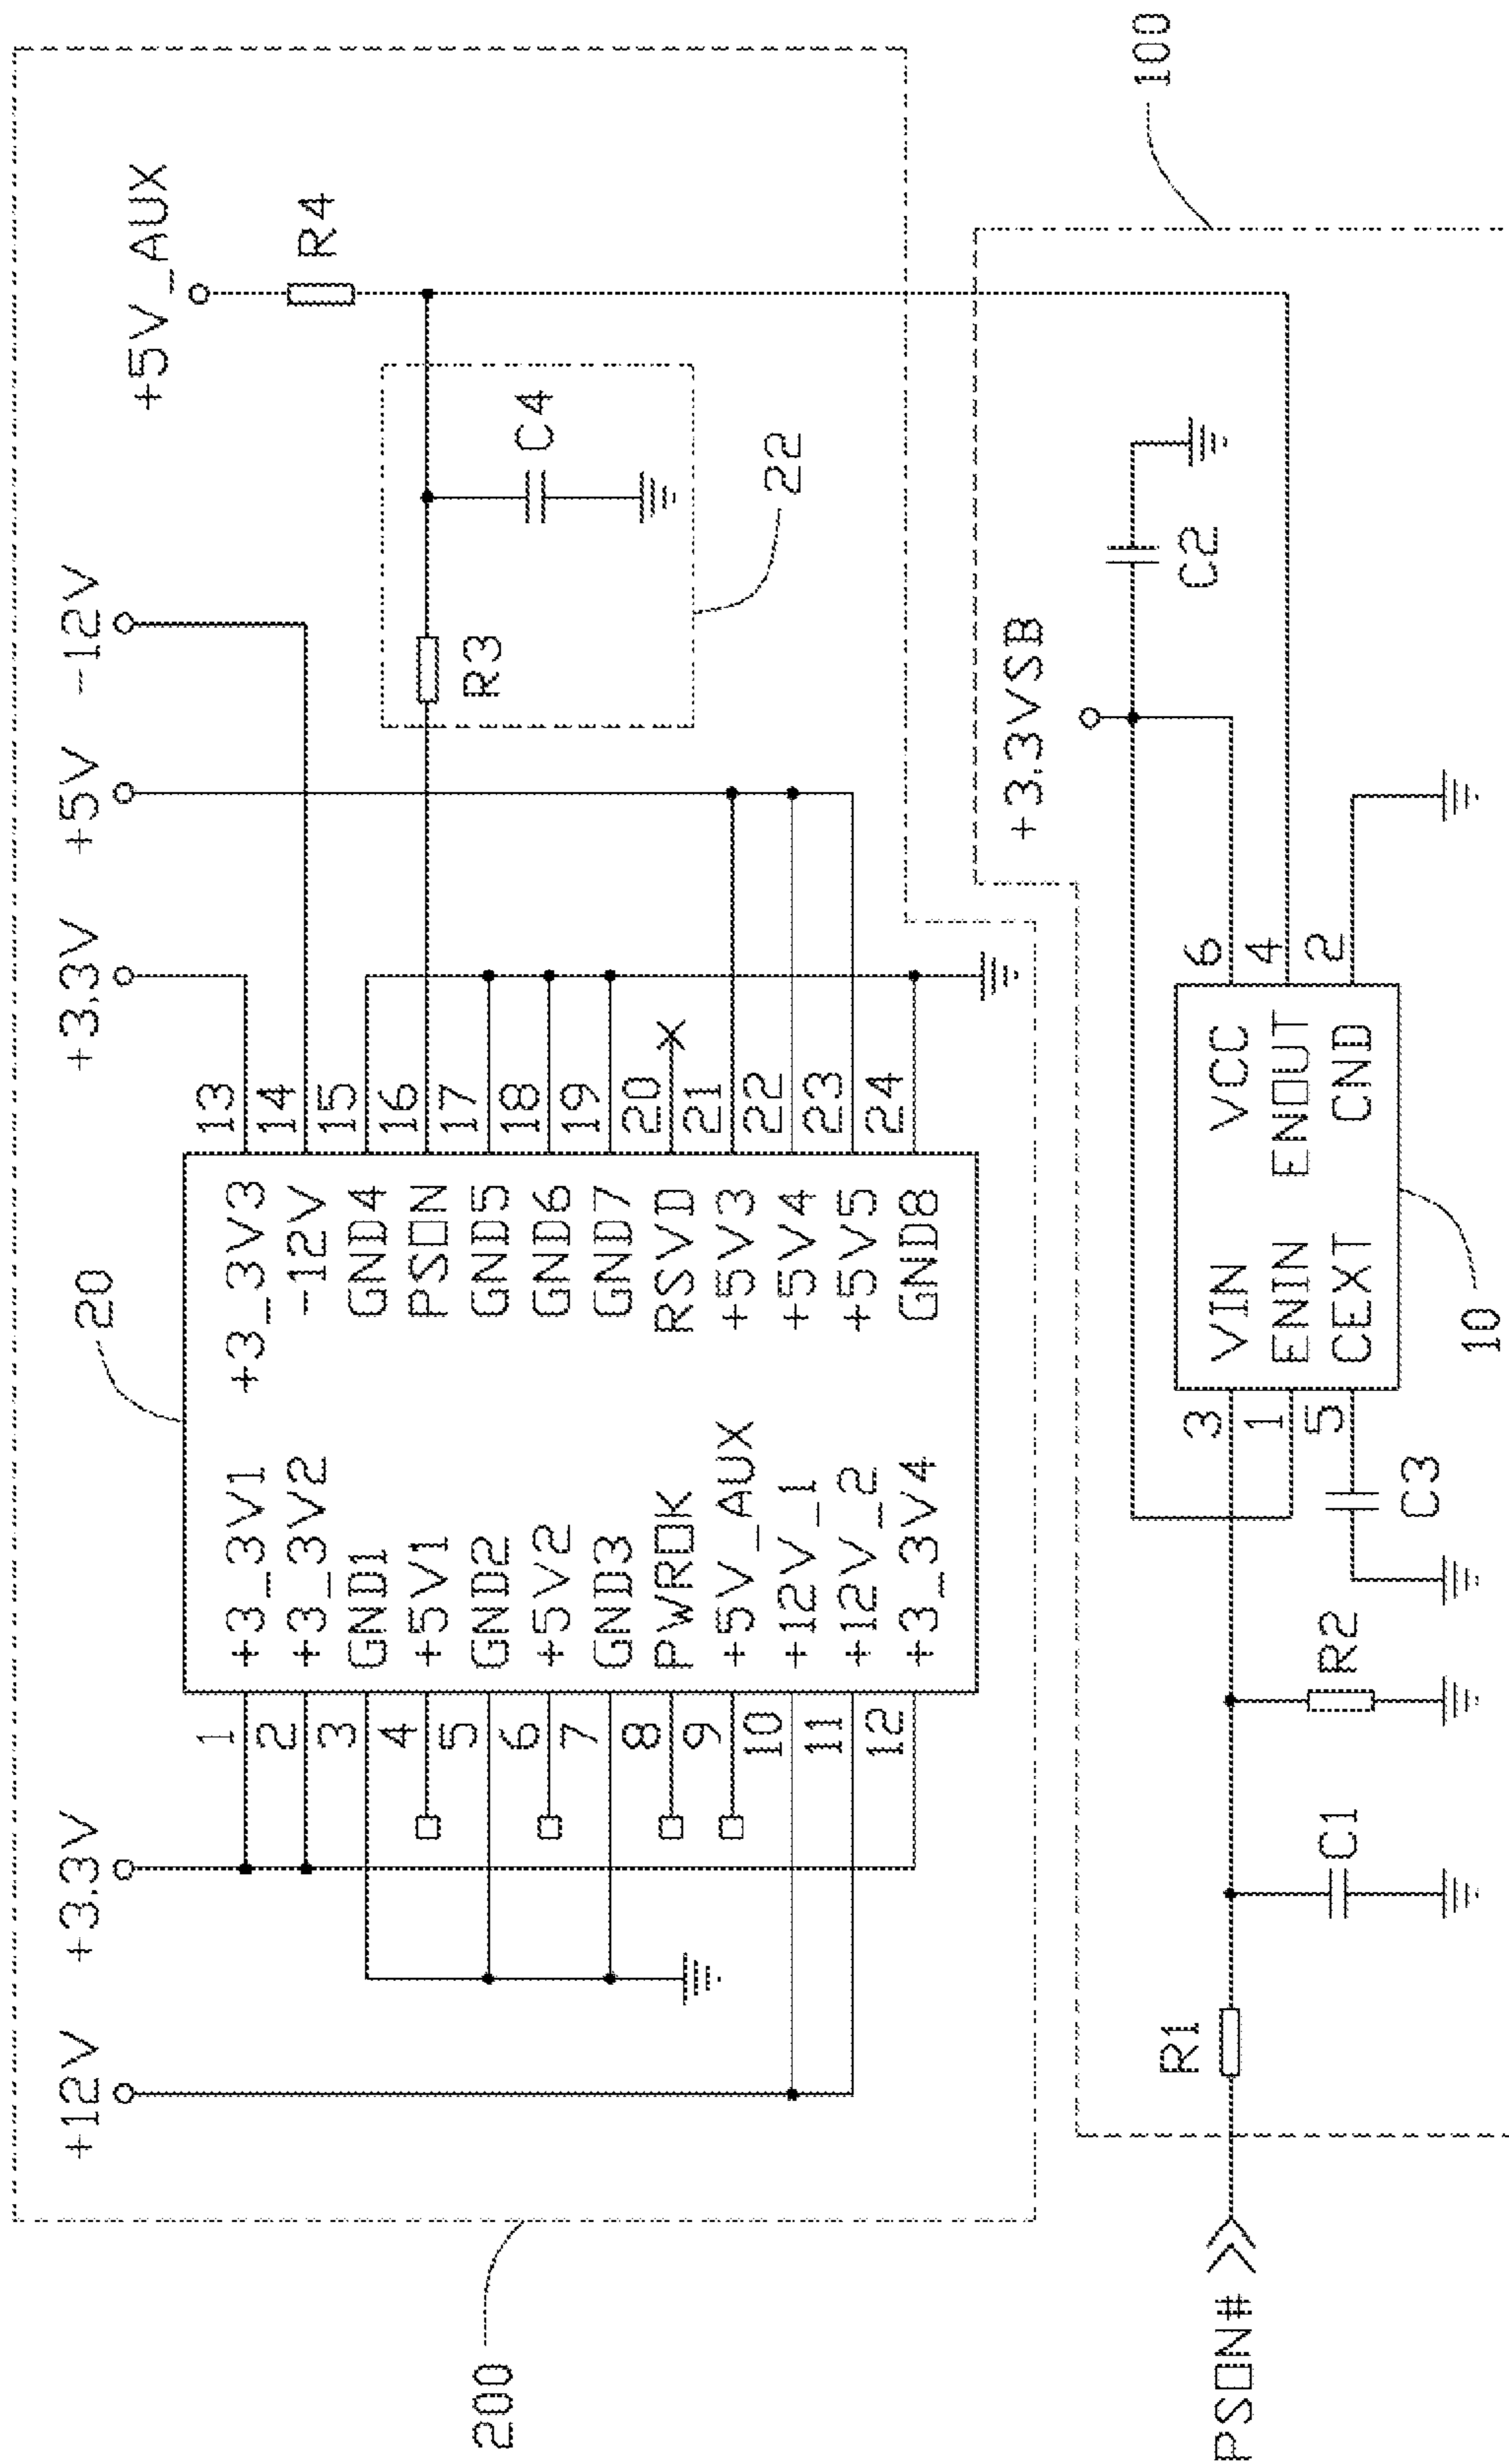 +12V
+3.3V
+3.3V
+5V
-12V
+5V_AUX
R4
20
1 +3_3V1
2 +3_3V2
3 GND1
4 +5V1
5 GND2
6 +5V2
7 GND3
8 PWROK
9 +5V_AUX
10 +12V_1
11 +12V_2
12 +3_3V4
+3_3V3 13
-12V 14
GND4 15
PSON 16
GND5 17
GND6 18
GND7 19
RSVD 20
+5V3 21
+5V4 22
+5V5 23
GND8 24
R3
C4
22
200
+3.3VSB
C2
100
PSON#
R1
C1
R2
C3
3 VIN
1 ENIN
5 CEXT
VCC 6
ENOUT 4
CND 2
10